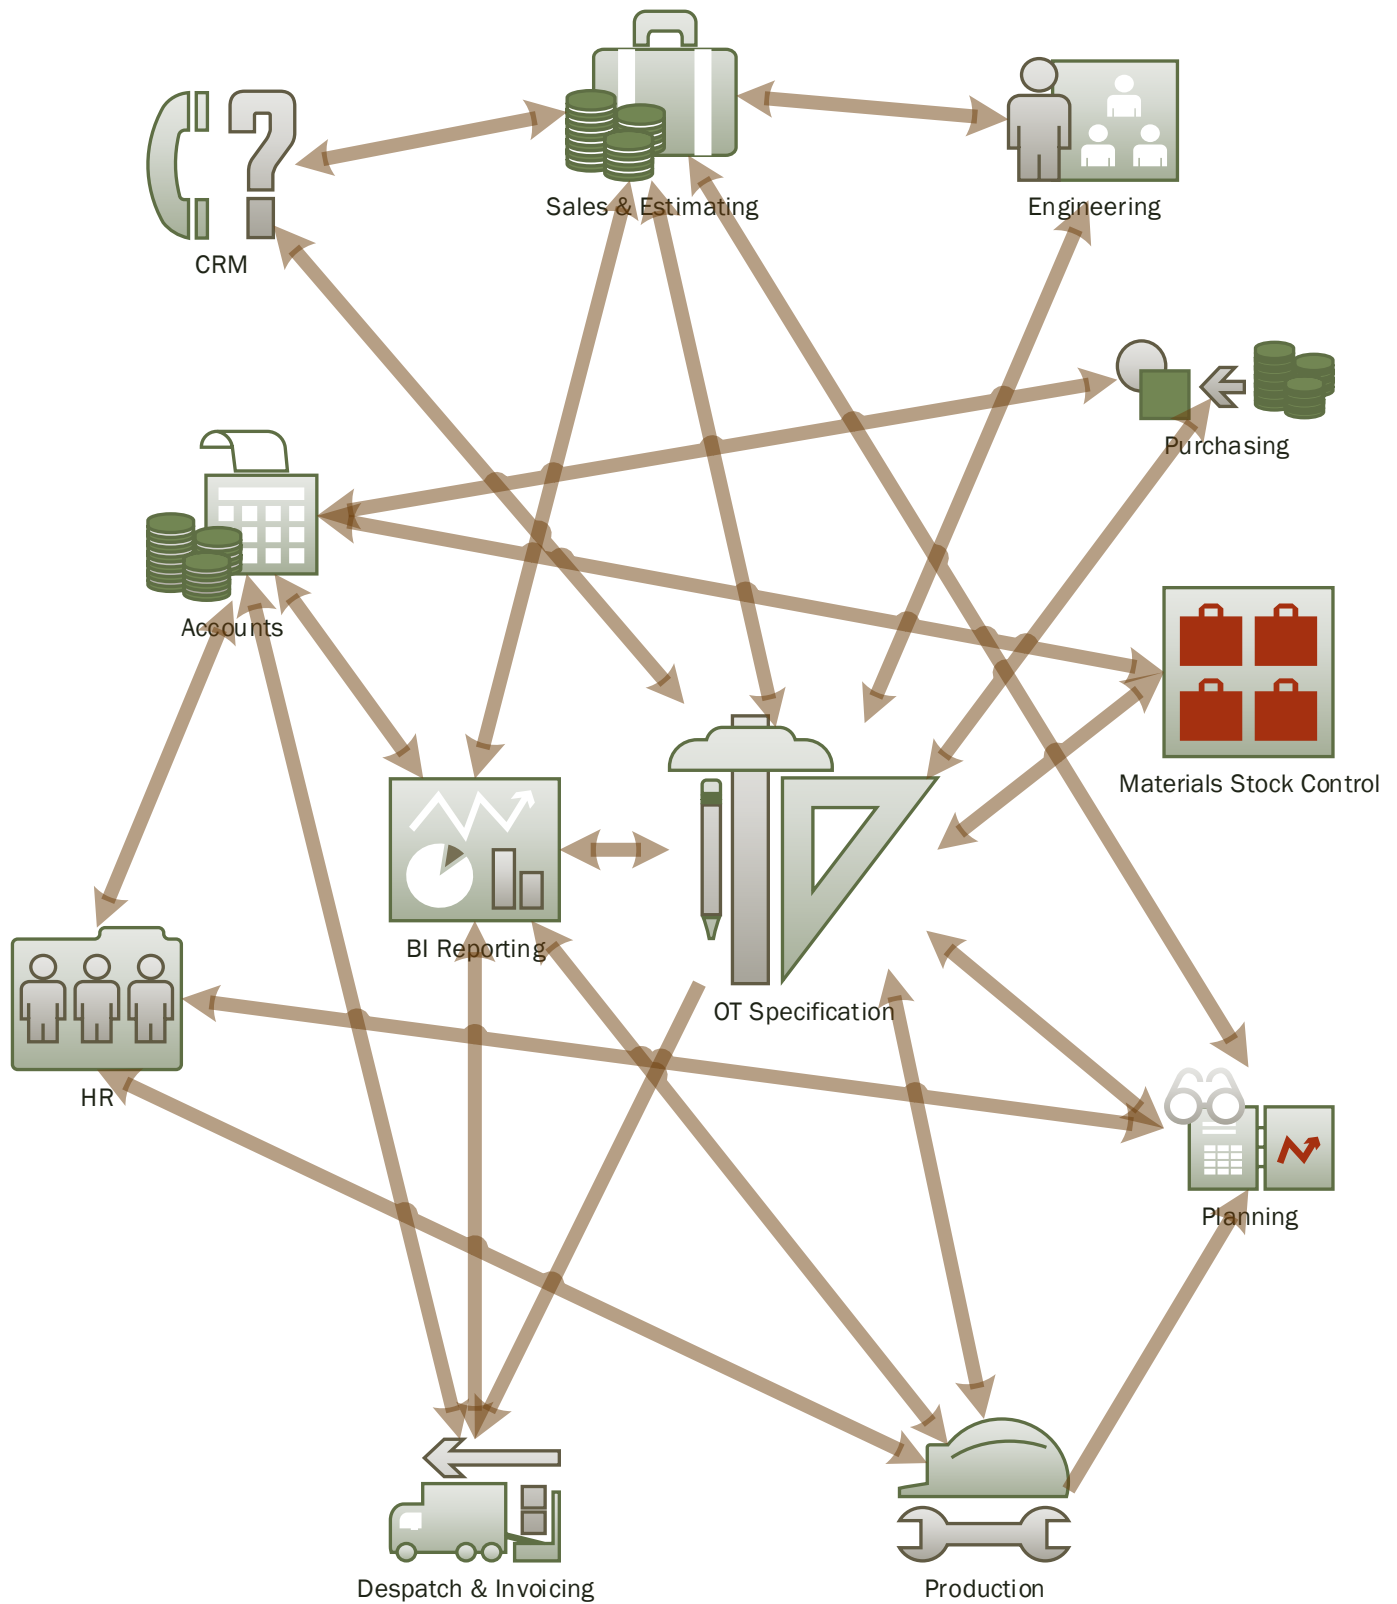 Sales & Estimating
Engineering
CRM
Purchasing
Accounts
Materials Stock Control
BI Reporting
OT Specification
HR
Planning
Despatch & Invoicing
Production